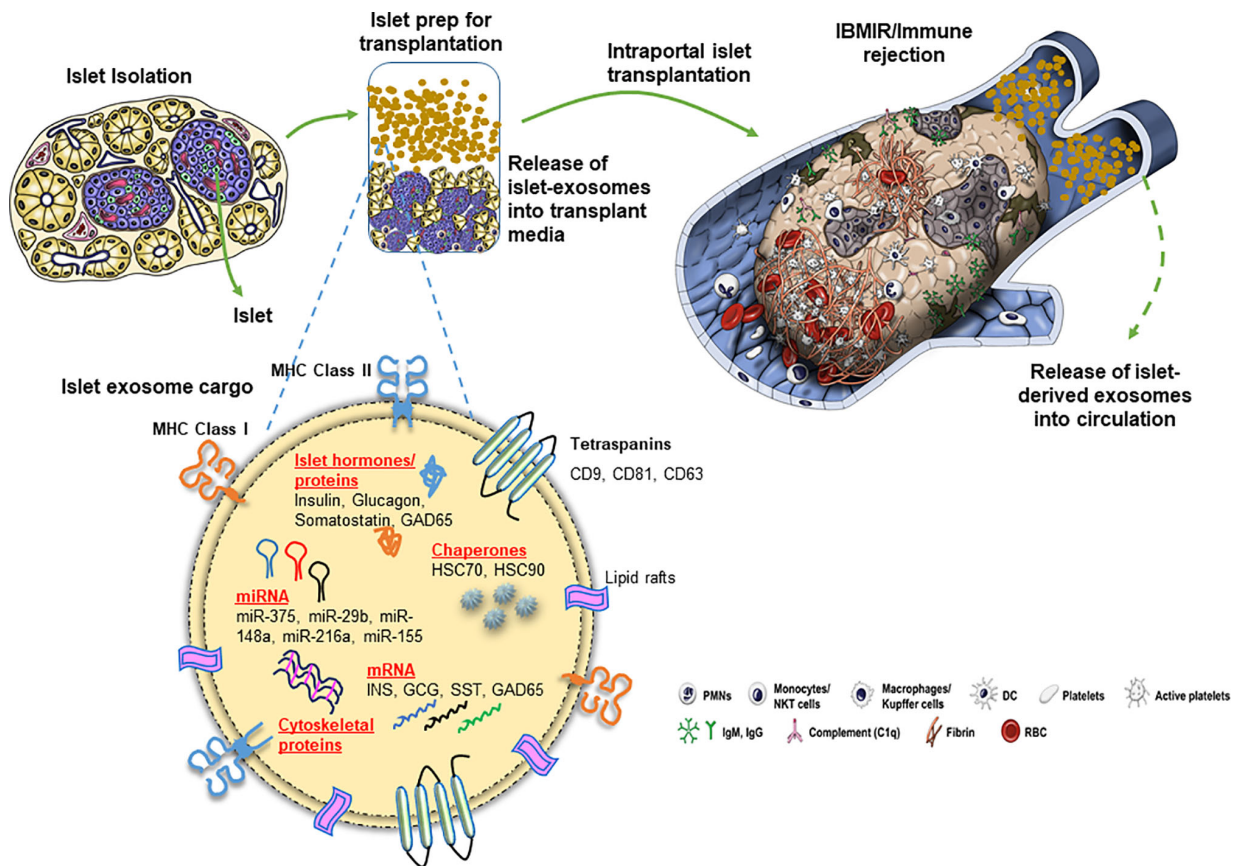 Islet Isolation
Islet prep for
transplantation
Intraportal islet
transplantation
IBMIR/Immune
rejection
Release of
islet-exosomes
into transplant
media
Islet
Release of islet-
derived exosomes
into circulation
Islet exosome cargo
MHC Class II
MHC Class I
Tetraspanins
CD9, CD81, CD63
Islet hormones/
proteins
Insulin, Glucagon,
Somatostatin, GAD65
Chaperones
HSC70, HSC90
Lipid rafts
miRNA
miR-375, miR-29b, miR-
148a, miR-216a, miR-155
mRNA
INS, GCG, SST, GAD65
Cytoskeletal
proteins
PMNs
Monocytes/
NKT cells
Macrophages/
Kupffer cells
DC
Platelets
Active platelets
IgM, IgG
Complement (C1q)
Fibrin
RBC